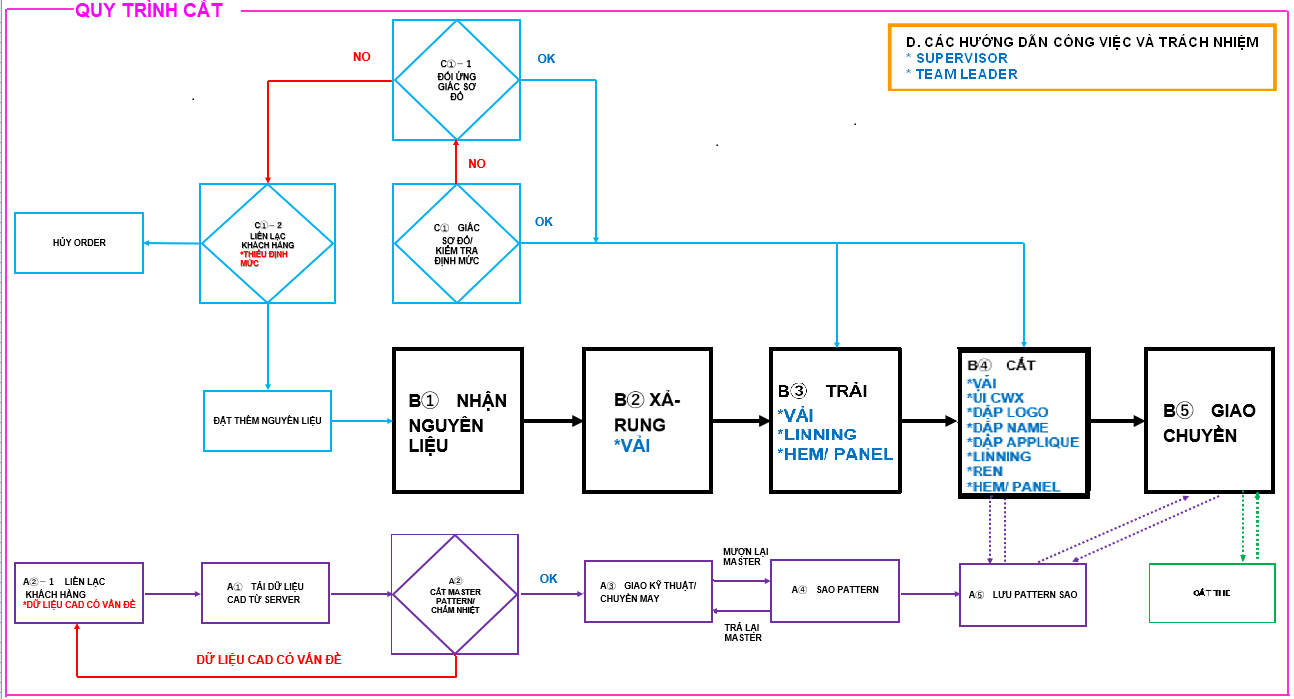 QUY TRÌNH CẮT
D. CÁC HƯỚNG DẪN CÔNG VIỆC VÀ TRÁCH NHIỆM
* SUPERVISOR
* TEAM LEADER
NO
C①－1
ĐỐI ỨNG
GIÁC SƠ
ĐỒ
OK
NO
C①－2
LIÊN LẠC
KHÁCH HÀNG
*THIẾU ĐỊNH
MỨC
C① GIÁC
SƠ ĐỒ/
KIỂM TRA
ĐỊNH MỨC
OK
HỦY ORDER
ĐẶT THÊM NGUYÊN LIỆU
B① NHẬN
NGUYÊN
LIỆU
B② XẢ-
RUNG
*VẢI
B③ TRẢI
*VẢI
*LINNING
*HEM/ PANEL
B④ CẮT
*VẢI
*ỦI CWX
*DẬP LOGO
*DẬP NAME
*DẬP APPLIQUE
*LINNING
*REN
*HEM/ PANEL
B⑤ GIAO
CHUYỀN
A②－1 LIÊN LẠC
KHÁCH HÀNG
*DỮ LIỆU CAD CÓ VẤN ĐỀ
A① TẢI DỮ LIỆU
CAD TỪ SERVER
A②
CẮT MASTER
PATTERN/
CHẤM NHIỆT
OK
A③ GIAO KỸ THUẬT/
CHUYỀN MAY
MƯỢN LẠI
MASTER
TRẢ LẠI
MASTER
A④ SAO PATTERN
A⑤ LƯU PATTERN SAO
DỮ LIỆU CAD CÓ VẤN ĐỀ